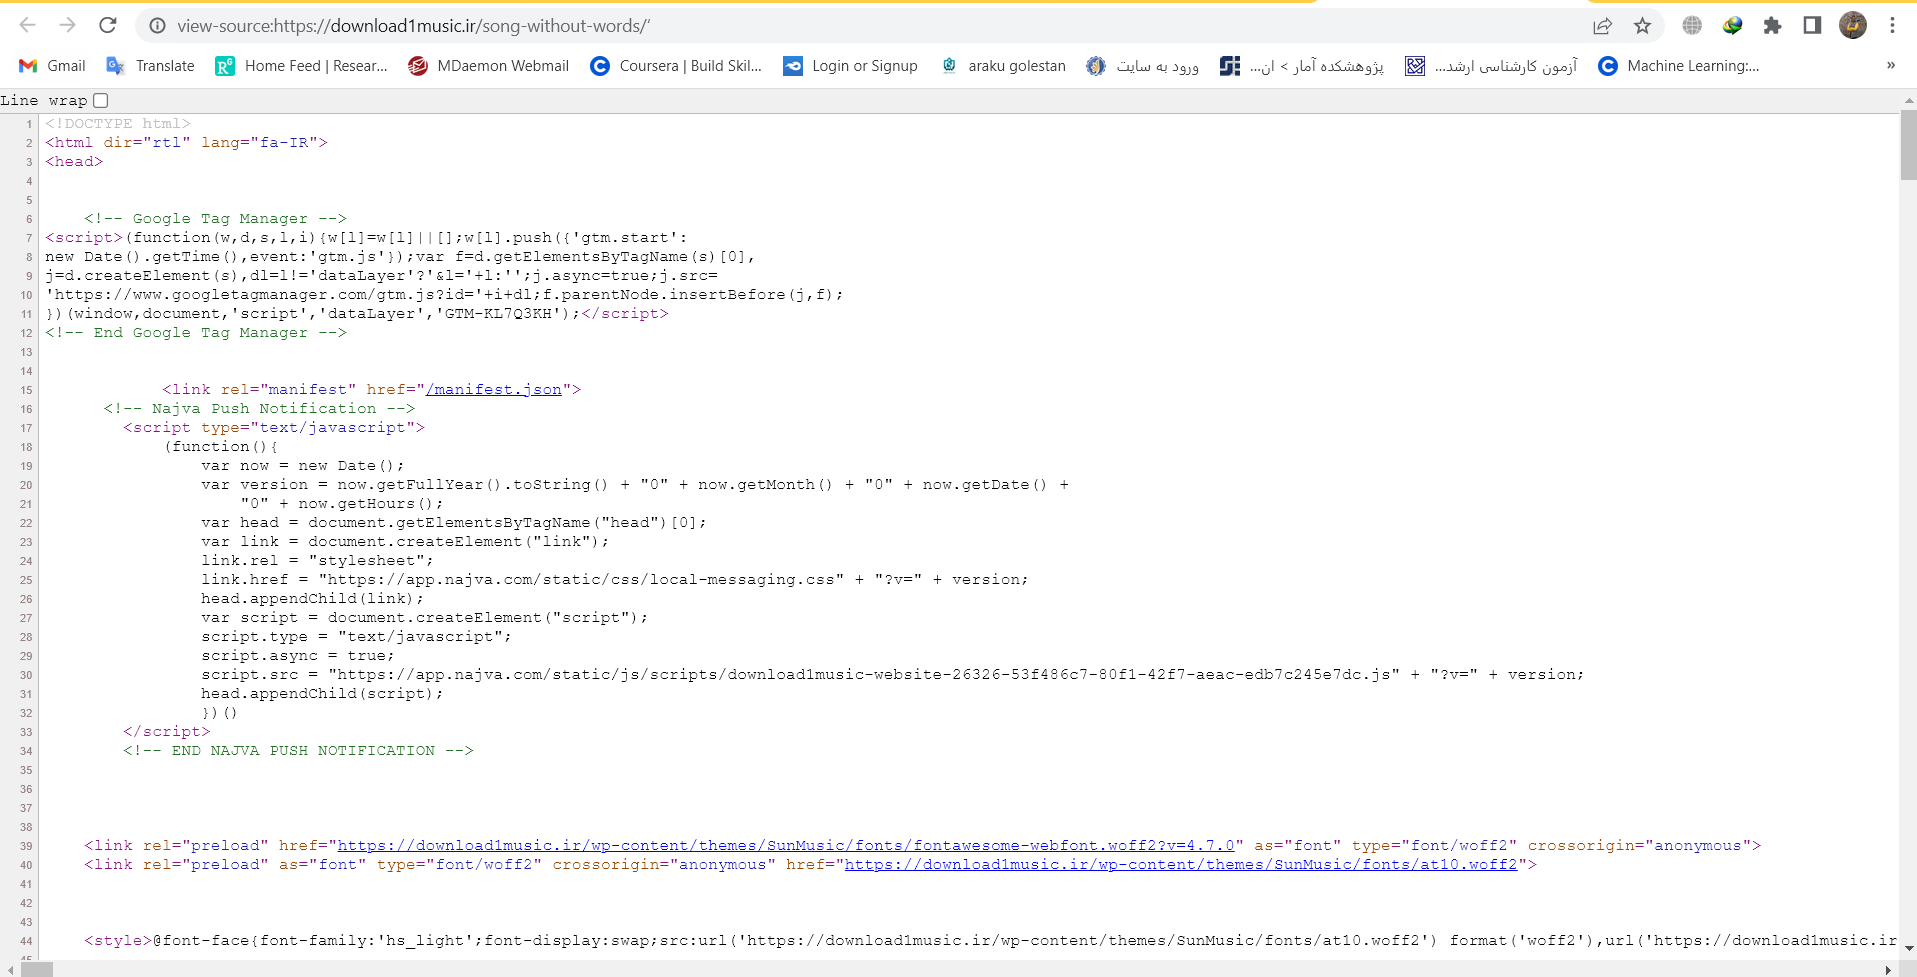 view-source:https://download1music.ir/song-without-words/‘
Gmail
Translate
Home Feed | Resear...
MDaemon Webmail
Coursera | Build Skil...
Login or Signup
araku golestan
ورود به سایت
پژوهشکده آمار > ان...
آزمون کارشناسی ارشد...
Machine Learning:...
»
Line wrap
1 <!DOCTYPE html>
2 <html dir="rtl" lang="fa-IR">
3 <head>
4
5
6 <!-- Google Tag Manager -->
7 <script>(function(w,d,s,l,i){w[l]=w[l]||[];w[l].push({'gtm.start':
8 new Date().getTime(),event:'gtm.js'});var f=d.getElementsByTagName(s)[0],
9 j=d.createElement(s),dl=l!='dataLayer'?'&l='+l:'';j.async=true;j.src=
10 'https://www.googletagmanager.com/gtm.js?id='+i+dl;f.parentNode.insertBefore(j,f);
11 })(window,document,'script','dataLayer','GTM-KL7Q3KH');</script>
12 <!-- End Google Tag Manager -->
13
14
15 <link rel="manifest" href="/manifest.json">
16 <!-- Najva Push Notification -->
17 <script type="text/javascript">
18 (function(){
19 var now = new Date();
20 var version = now.getFullYear().toString() + "0" + now.getMonth() + "0" + now.getDate() +
21 "0" + now.getHours();
22 var head = document.getElementsByTagName("head")[0];
23 var link = document.createElement("link");
24 link.rel = "stylesheet";
25 link.href = "https://app.najva.com/static/css/local-messaging.css" + "?v=" + version;
26 head.appendChild(link);
27 var script = document.createElement("script");
28 script.type = "text/javascript";
29 script.async = true;
30 script.src = "https://app.najva.com/static/js/scripts/download1music-website-26326-53f486c7-80f1-42f7-aeac-edb7c245e7dc.js" + "?v=" + version;
31 head.appendChild(script);
32 })()
33 </script>
34 <!-- END NAJVA PUSH NOTIFICATION -->
35
36
37
38
39 <link rel="preload" href="https://download1music.ir/wp-content/themes/SunMusic/fonts/fontawesome-webfont.woff2?v=4.7.0" as="font" type="font/woff2" crossorigin="anonymous">
40 <link rel="preload" as="font" type="font/woff2" crossorigin="anonymous" href="https://download1music.ir/wp-content/themes/SunMusic/fonts/at10.woff2">
41
42
43
44 <style>@font-face{font-family:'hs_light';font-display:swap;src:url('https://download1music.ir/wp-content/themes/SunMusic/fonts/at10.woff2') format('woff2'),url('https://download1music.ir
45